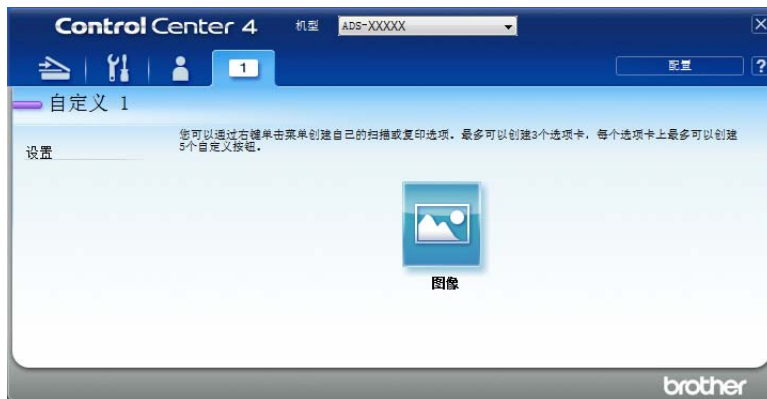 ControlCenter 4 机型 ADS-XXXXX
1 配置 ?
自定义 1
您可以通过右键单击菜单创建自己的扫描或复印选项。最多可以创建3个选项卡，每个选项卡上最多可以创建
5个自定义按钮。
设置
图像
brother